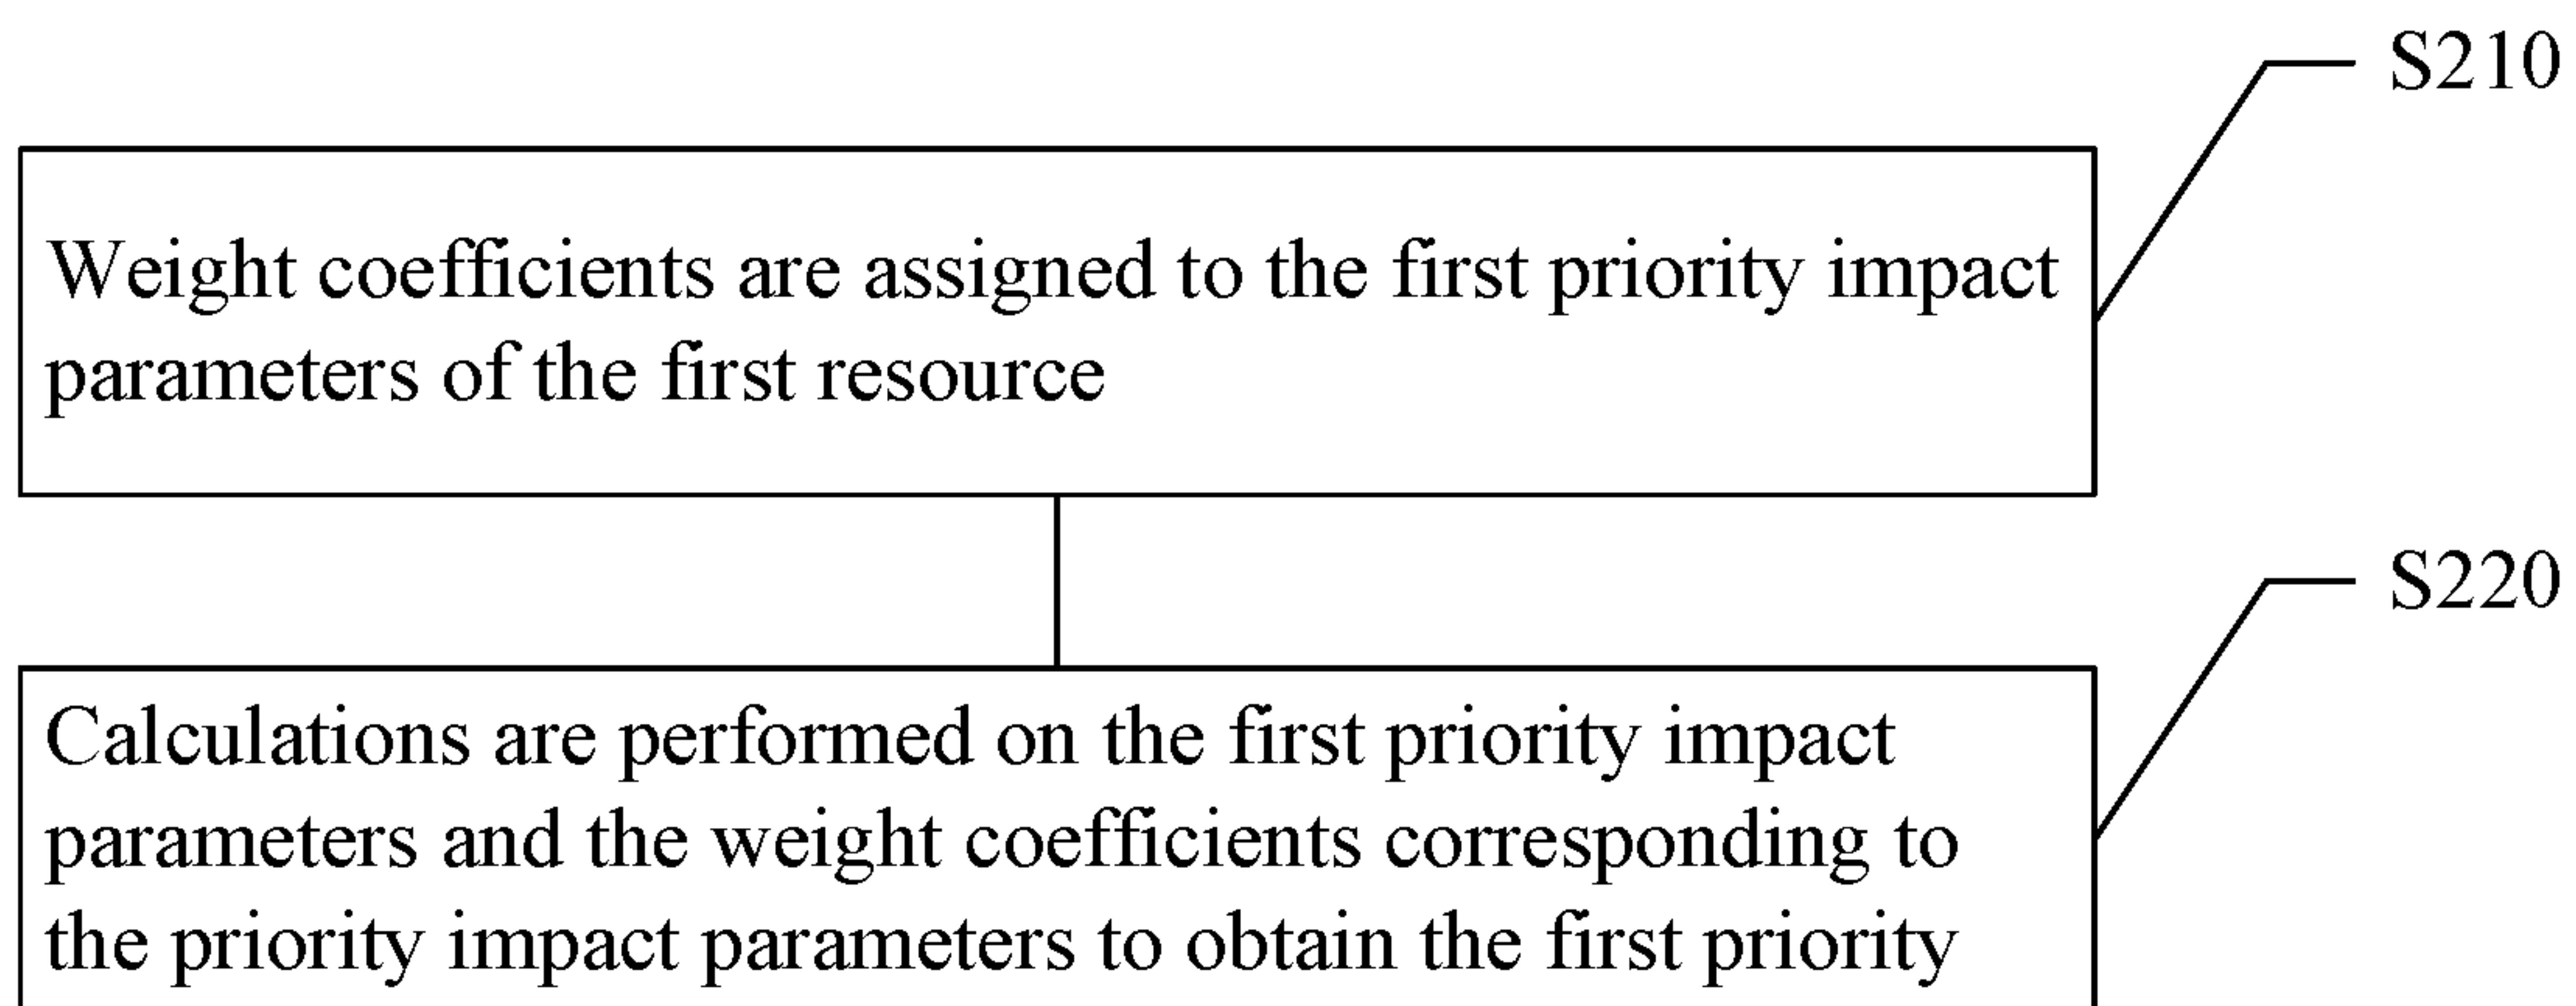 S210
Weight coefficients are assigned to the first priority impact
parameters of the first resource
S220
Calculations are performed on the first priority impact
parameters and the weight coefficients corresponding to
the priority impact parameters to obtain the first priority